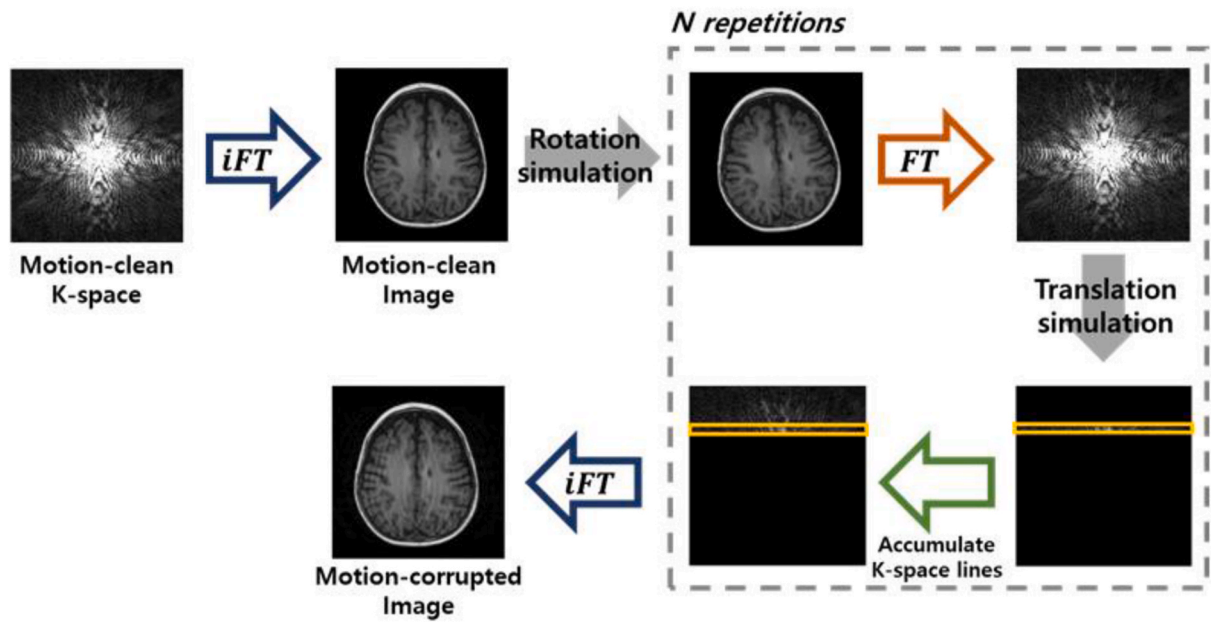 N repetitions
iFT
Rotation
simulation
FT
Motion-clean
K-space
Motion-clean
Image
Translation
simulation
iFT
Accumulate
K-space lines
Motion-corrupted
Image